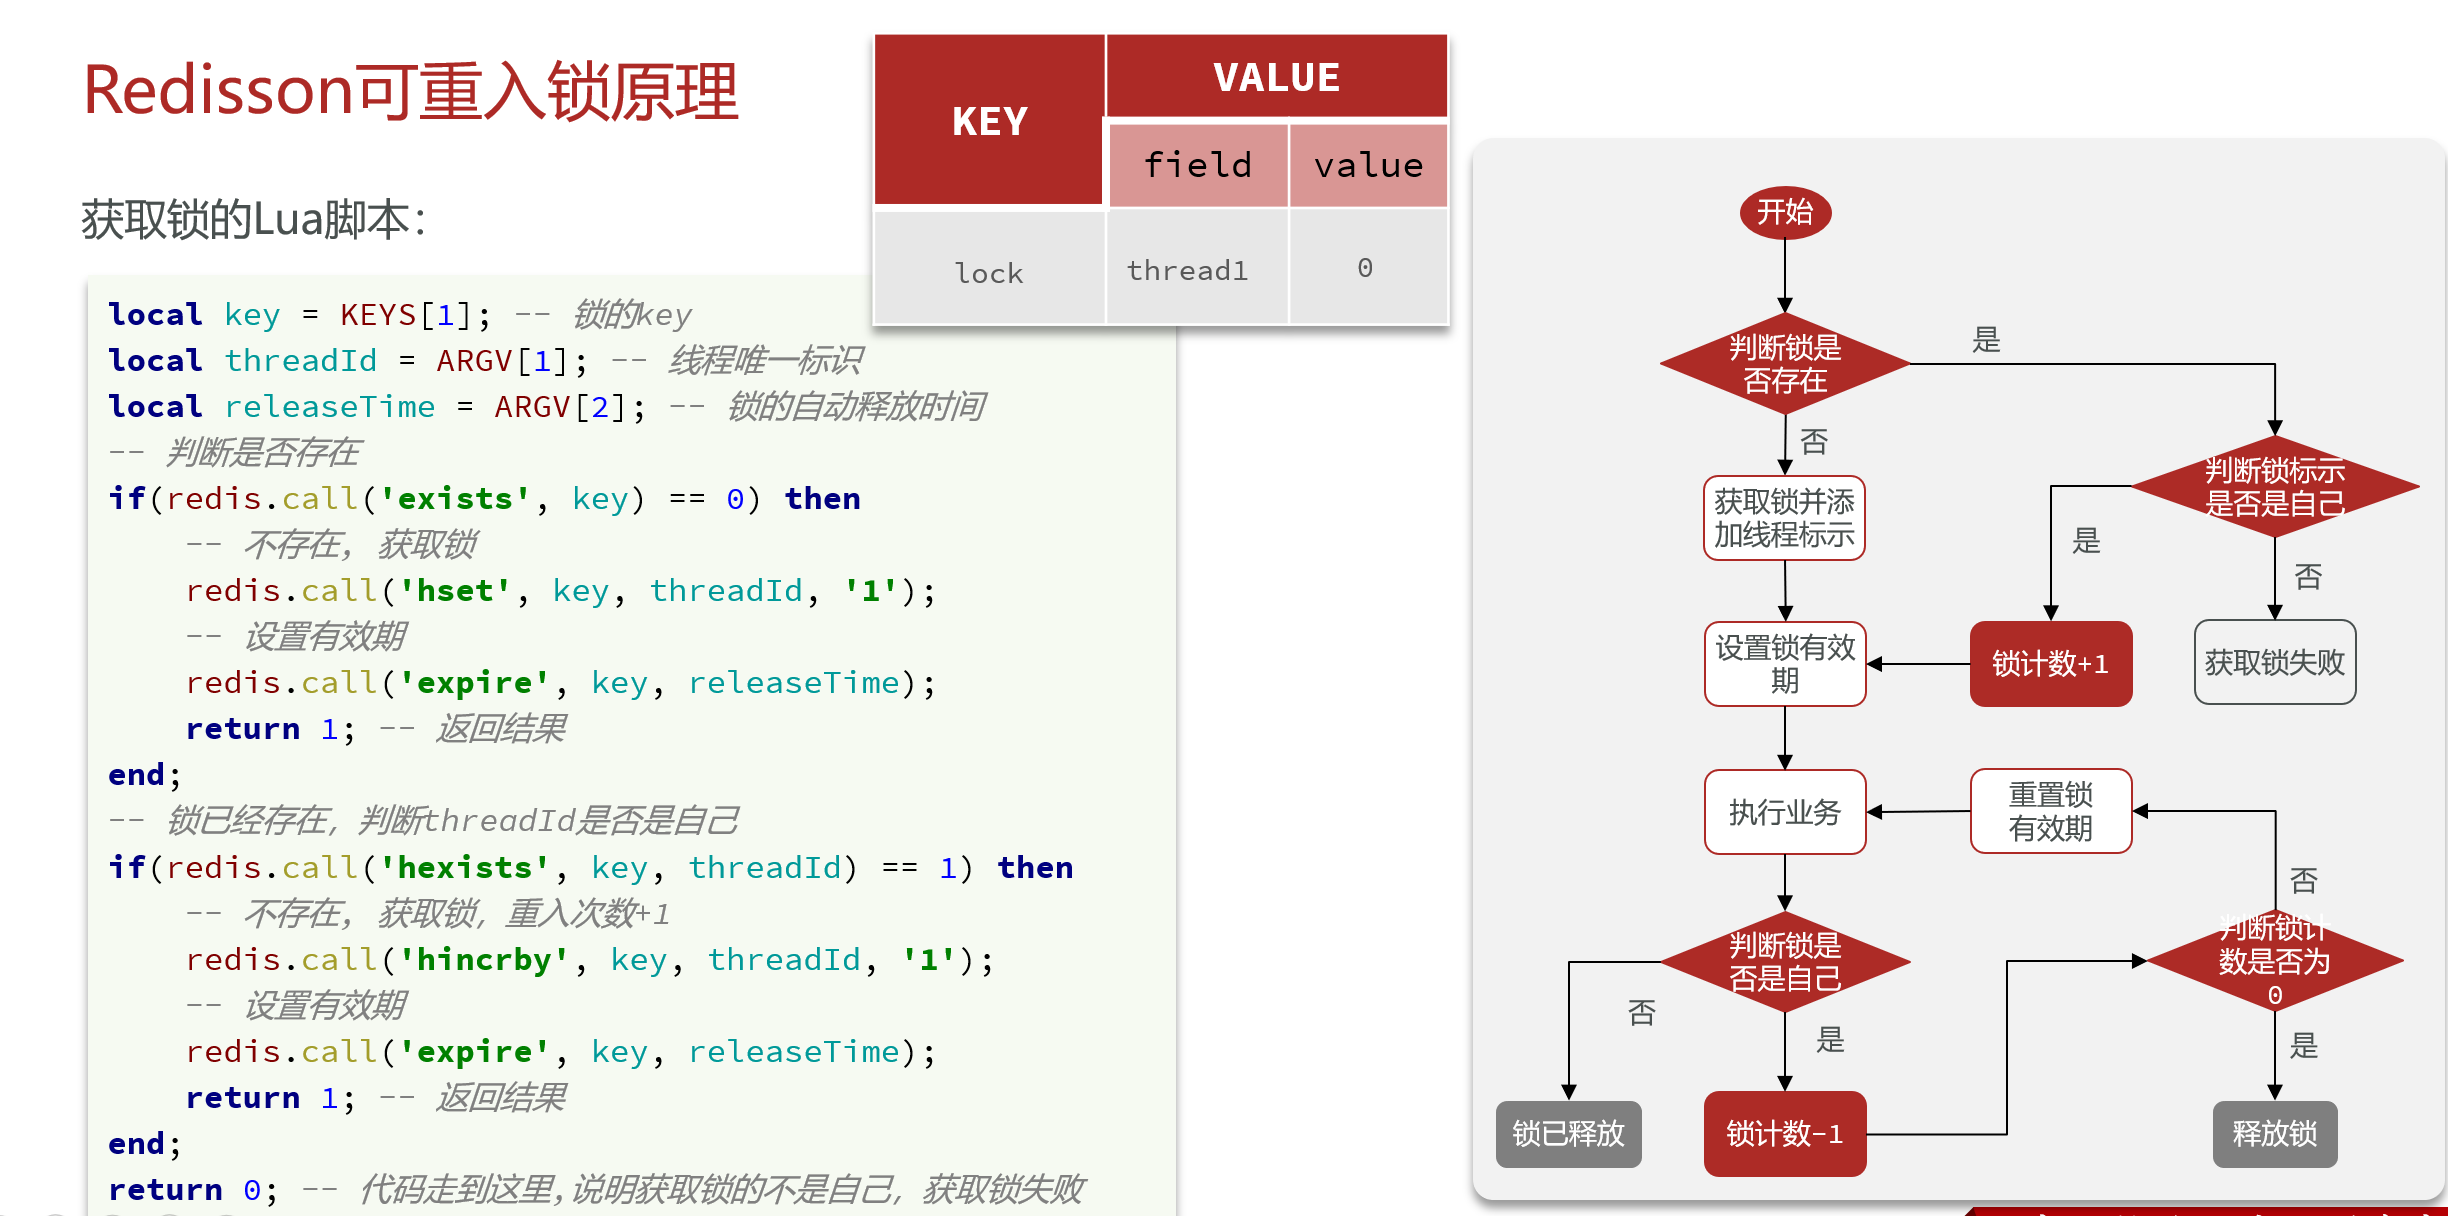 Redisson可重入锁原理
获取锁的Lua脚本：
KEY
VALUE
field
value
lock
thread1
0
local key = KEYS[1]; -- 锁的key
local threadId = ARGV[1]; -- 线程唯一标识
local releaseTime = ARGV[2]; -- 锁的自动释放时间
-- 判断是否存在
if(redis.call('exists', key) == 0) then
    -- 不存在, 获取锁
    redis.call('hset', key, threadId, '1');
    -- 设置有效期
    redis.call('expire', key, releaseTime);
    return 1; -- 返回结果
end;
-- 锁已经存在，判断threadId是否是自己
if(redis.call('hexists', key, threadId) == 1) then
    -- 不存在, 获取锁，重入次数+1
    redis.call('hincrby', key, threadId, '1');
    -- 设置有效期
    redis.call('expire', key, releaseTime);
    return 1; -- 返回结果
end;
return 0; -- 代码走到这里,说明获取锁的不是自己，获取锁失败
开始
判断锁是
否存在
是
否
获取锁并添
加线程标示
判断锁标示
是否是自己
是
否
设置锁有效
期
锁计数+1
获取锁失败
执行业务
重置锁
有效期
否
判断锁是
否是自己
判断锁计
数是否为
0
否
是
是
锁已释放
锁计数-1
释放锁